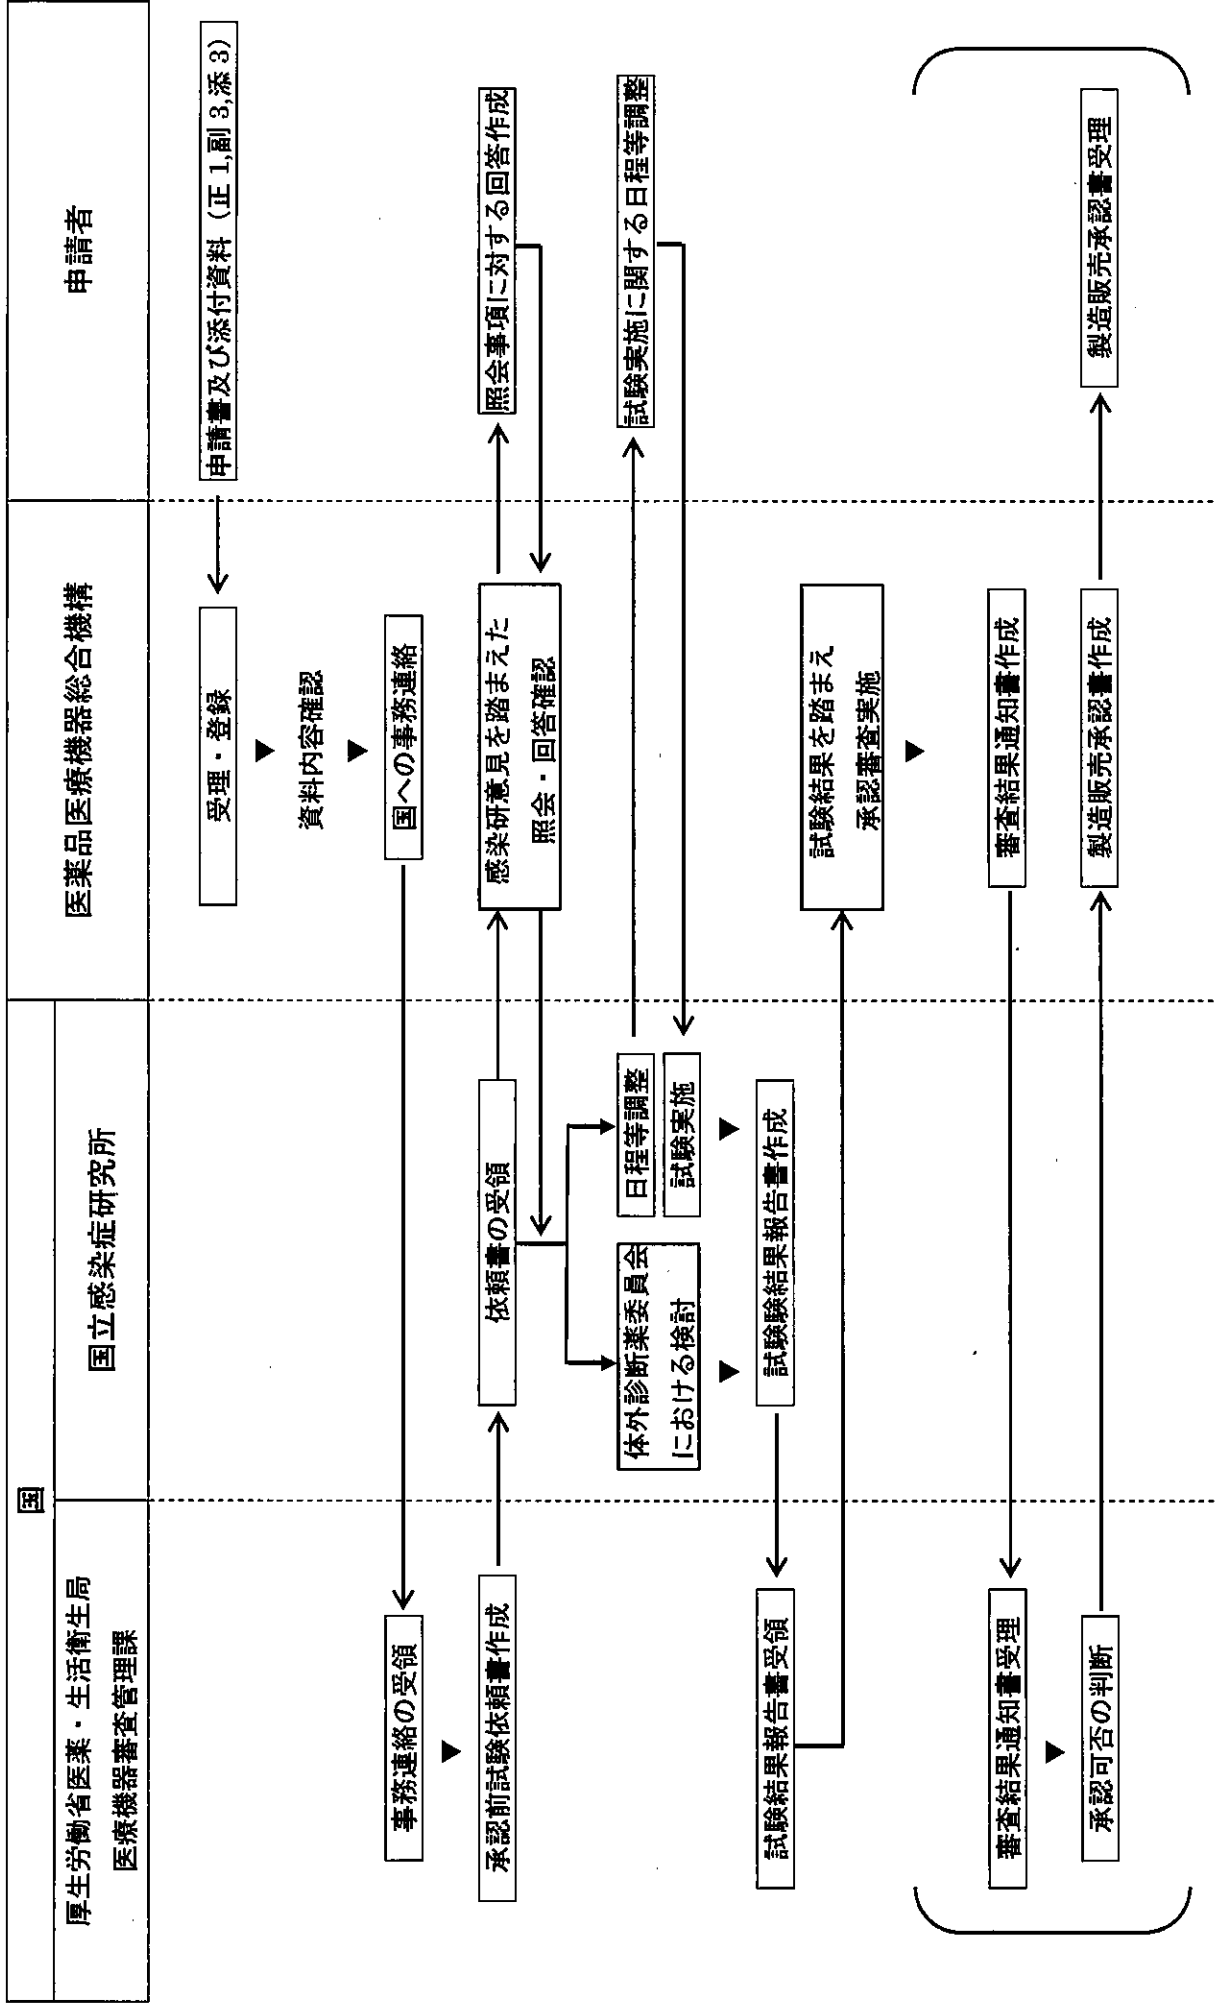 国
厚生労働省医薬・生活衛生局
医療機器審査管理課
国立感染症研究所
医薬品医療機器総合機構
申請者
申請書及び添付資料（正 1,副 3,添 3）
受理・登録
▼
資料内容確認
▼
国への事務連絡
事務連絡の受領
▼
承認前試験依頼書作成
依頼書の受領
感染研意見を踏まえた
照会・回答確認
照会事項に対する回答作成
体外診断薬委員会
における検討
日程等調整
試験実施に関する日程等調整
試験実施
▼
▼
試験験結果報告書作成
試験結果報告書受領
試験結果を踏まえ
承認審査実施
▼
審査結果通知書作成
審査結果通知書受理
▼
承認可否の判断
製造販売承認書作成
製造販売承認書受理